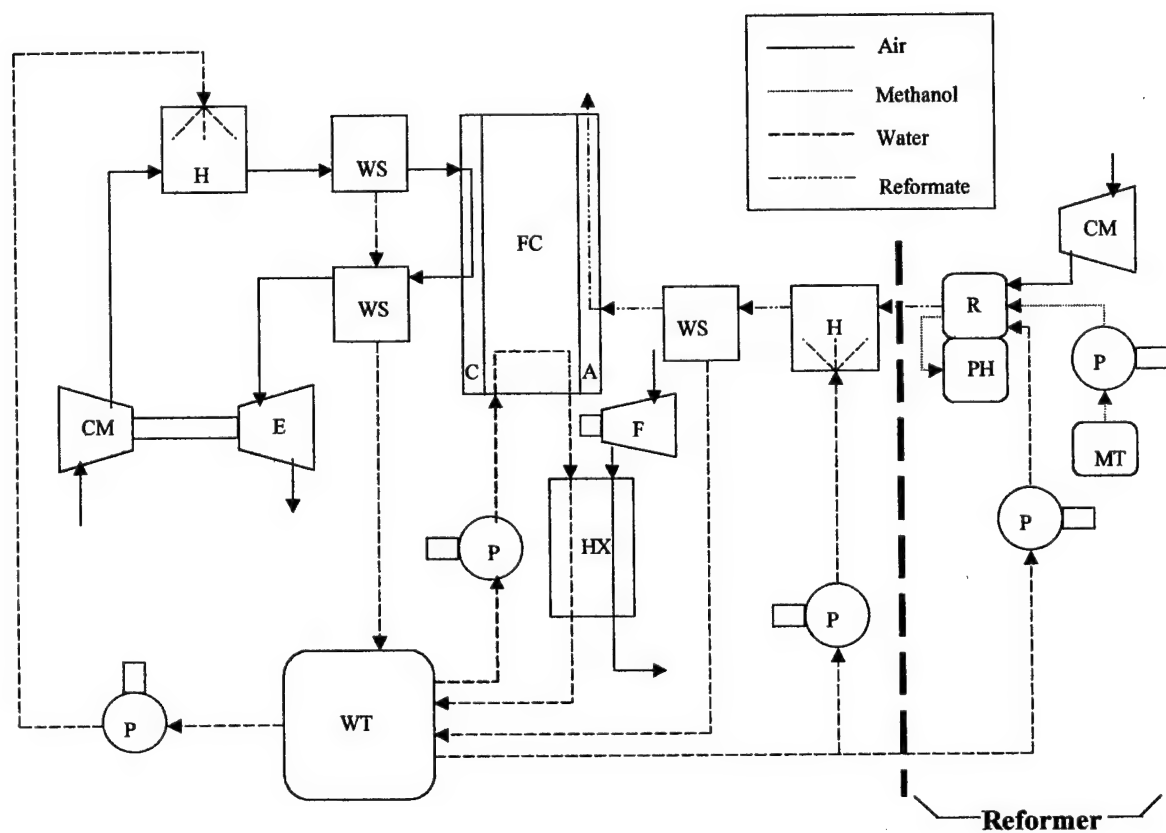 Air
Methanol
Water
Reformate
H
WS
FC
CM
WS
WS
H
R
PH
P
MT
C
A
F
CM
E
P
HX
P
P
WT
P
Reformer